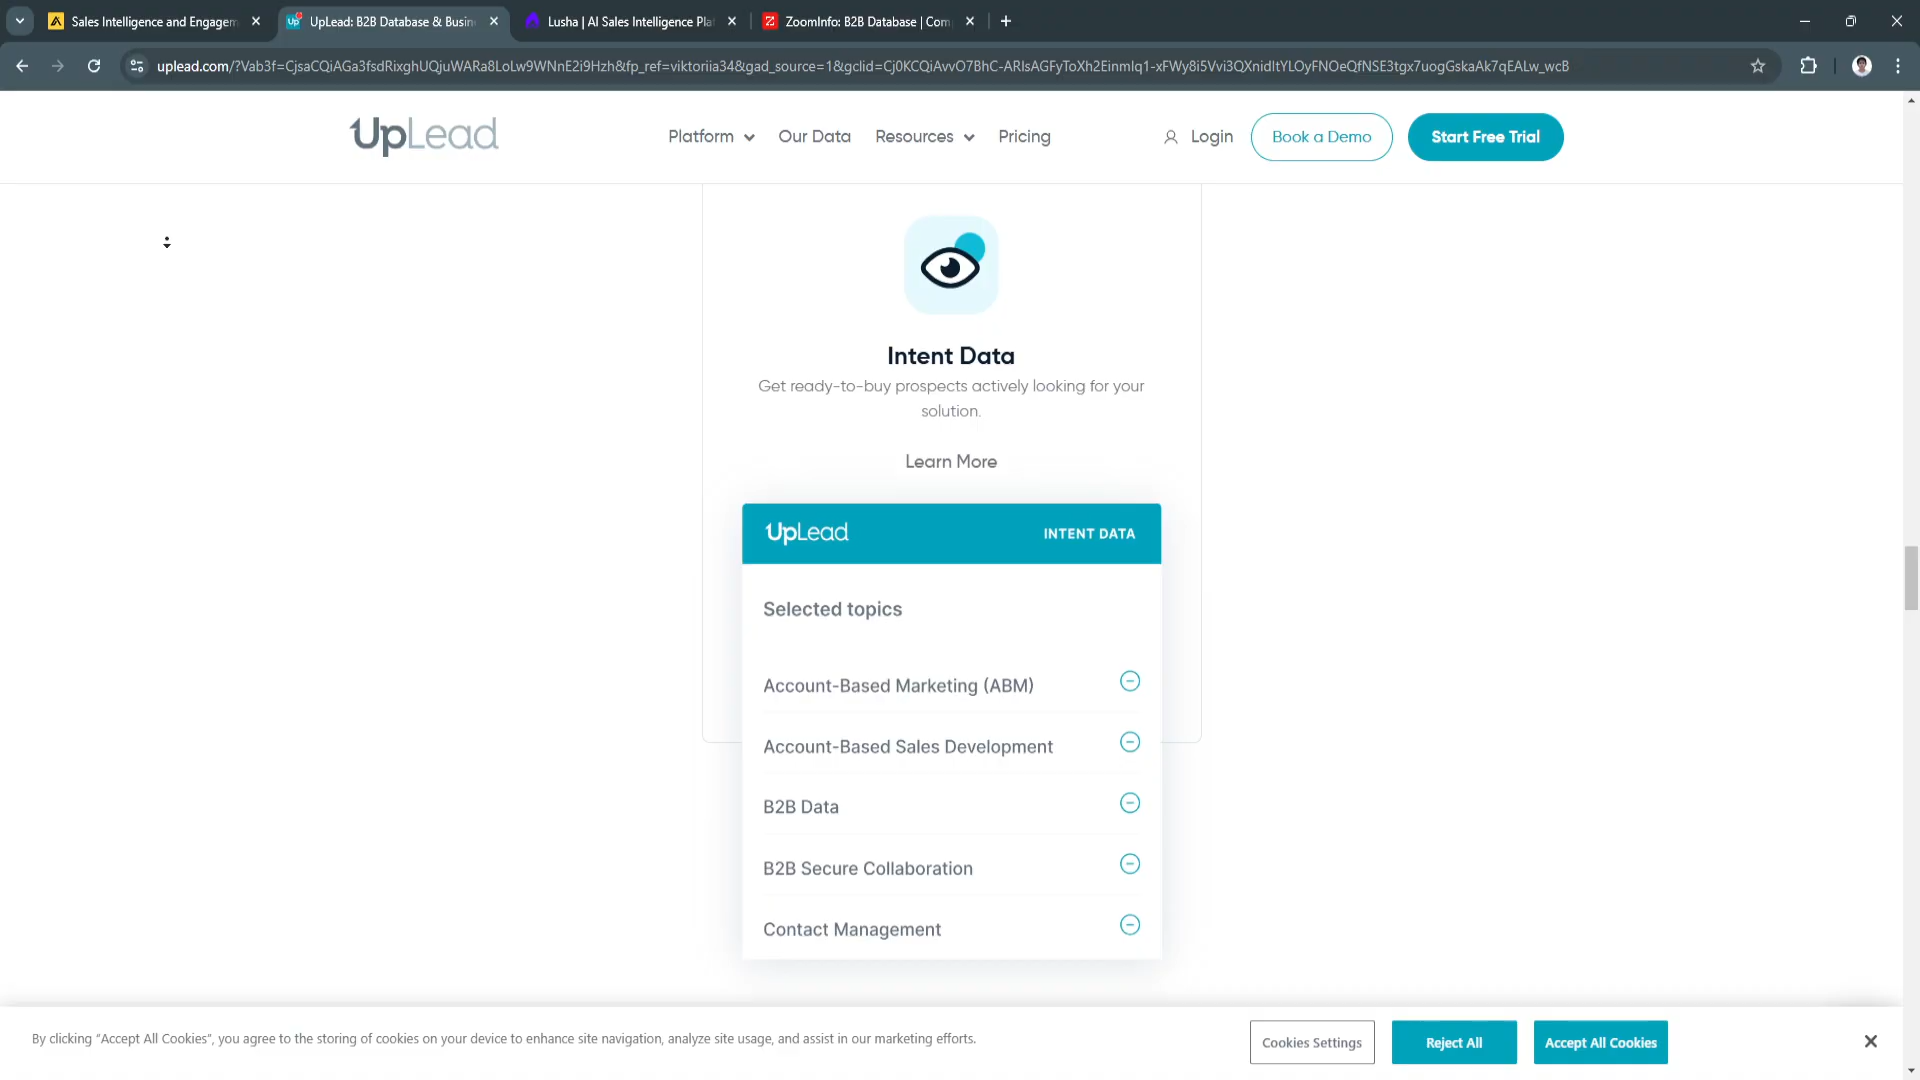 Sales Intelligence and Engagem
UpLead: B2B Database & Busin
Lusha | AI Sales Intelligence Pla
ZoomInfo: B2B Database | Com
uplead.com/?Vab3f=CjsaCQiAGa3fsdRixghUQjuWARa8LoLw9WNnE2i9Hzh&fp_ref=viktoriia34&gad_source=1&gclid=Cj0KCQiAvvO7BhC-ARIsAGFyToXh2EinmIq1-xFWy8i5Vvi3QXnidItYLOyFNOeQfNSE3tgx7uogGskaAk7qEALw_wcB
UpLead
Platform
Our Data
Resources
Pricing
Login
Book a Demo
Start Free Trial
Intent Data
Get ready-to-buy prospects actively looking for your
solution.
Learn More
UpLead
INTENT DATA
Selected topics
Account-Based Marketing (ABM)
Account-Based Sales Development
B2B Data
B2B Secure Collaboration
Contact Management
By clicking “Accept All Cookies”, you agree to the storing of cookies on your device to enhance site navigation, analyze site usage, and assist in our marketing efforts.
Cookies Settings
Reject All
Accept All Cookies